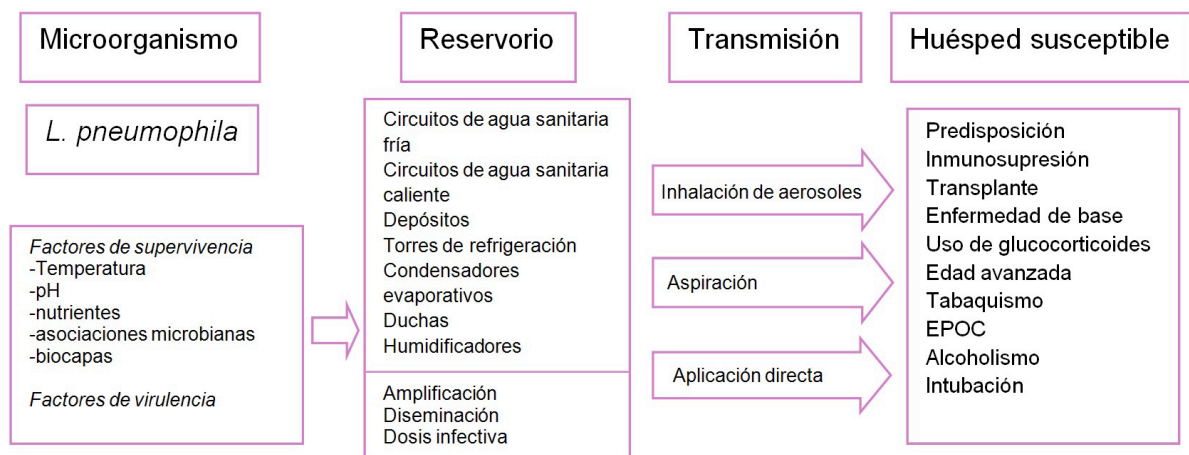 Microorganismo
L. pneumophila
Factores de supervivencia
-Temperatura
-pH
-nutrientes
-asociaciones microbianas
-biocapas
Factores de virulencia
Reservorio
Circuitos de agua sanitaria
fría
Circuitos de agua sanitaria
caliente
Depósitos
Torres de refrigeración
Condensadores
evaporativos
Duchas
Humidificadores
Amplificación
Diseminación
Dosis infectiva
Transmisión
Inhalación de aerosoles
Aspiración
Aplicación directa
Huésped susceptible
Predisposición
Inmunosupresión
Transplante
Enfermedad de base
Uso de glucocorticoides
Edad avanzada
Tabaquismo
EPOC
Alcoholismo
Intubación